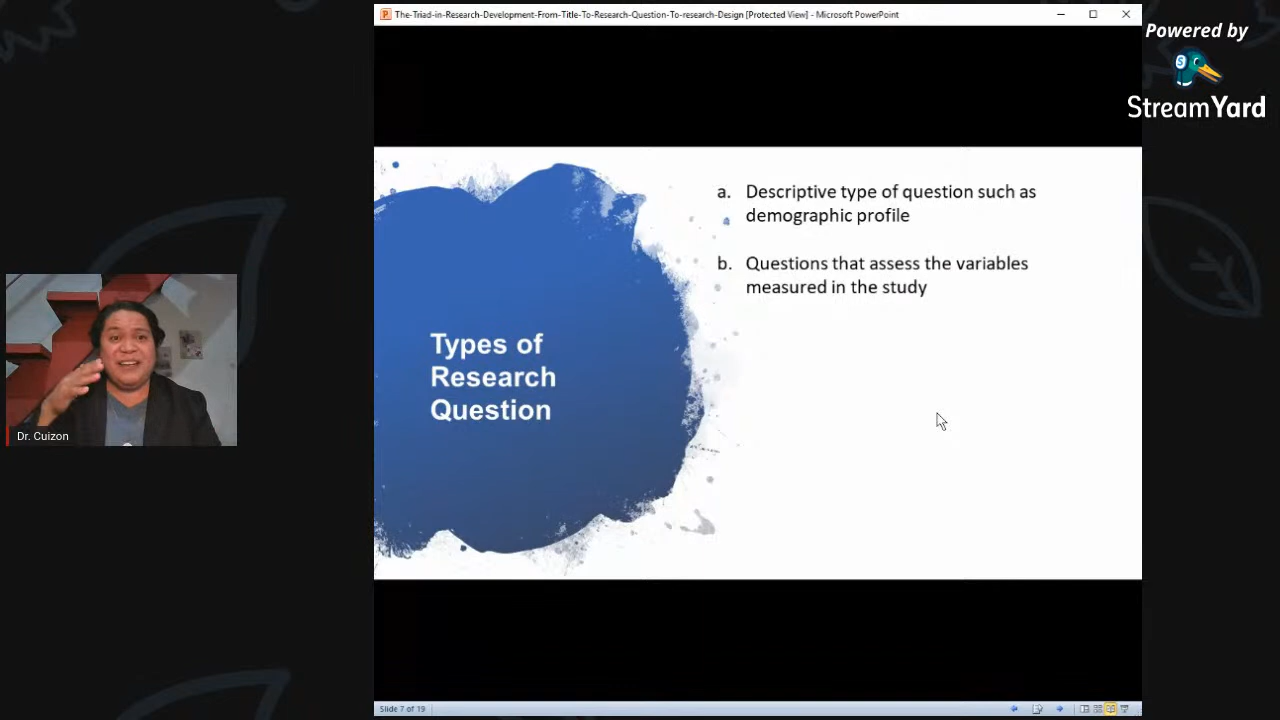 The-Triad-in-Research-Development-From-Title-To-Research-Question-To-research-Design [Protected View] - Microsoft PowerPoint
Powered by
StreamYard
a. Descriptive type of question such as
demographic profile
b. Questions that assess the variables
measured in the study
Types of
Research
Question
Dr. Cuizon
Slide 7 of 19